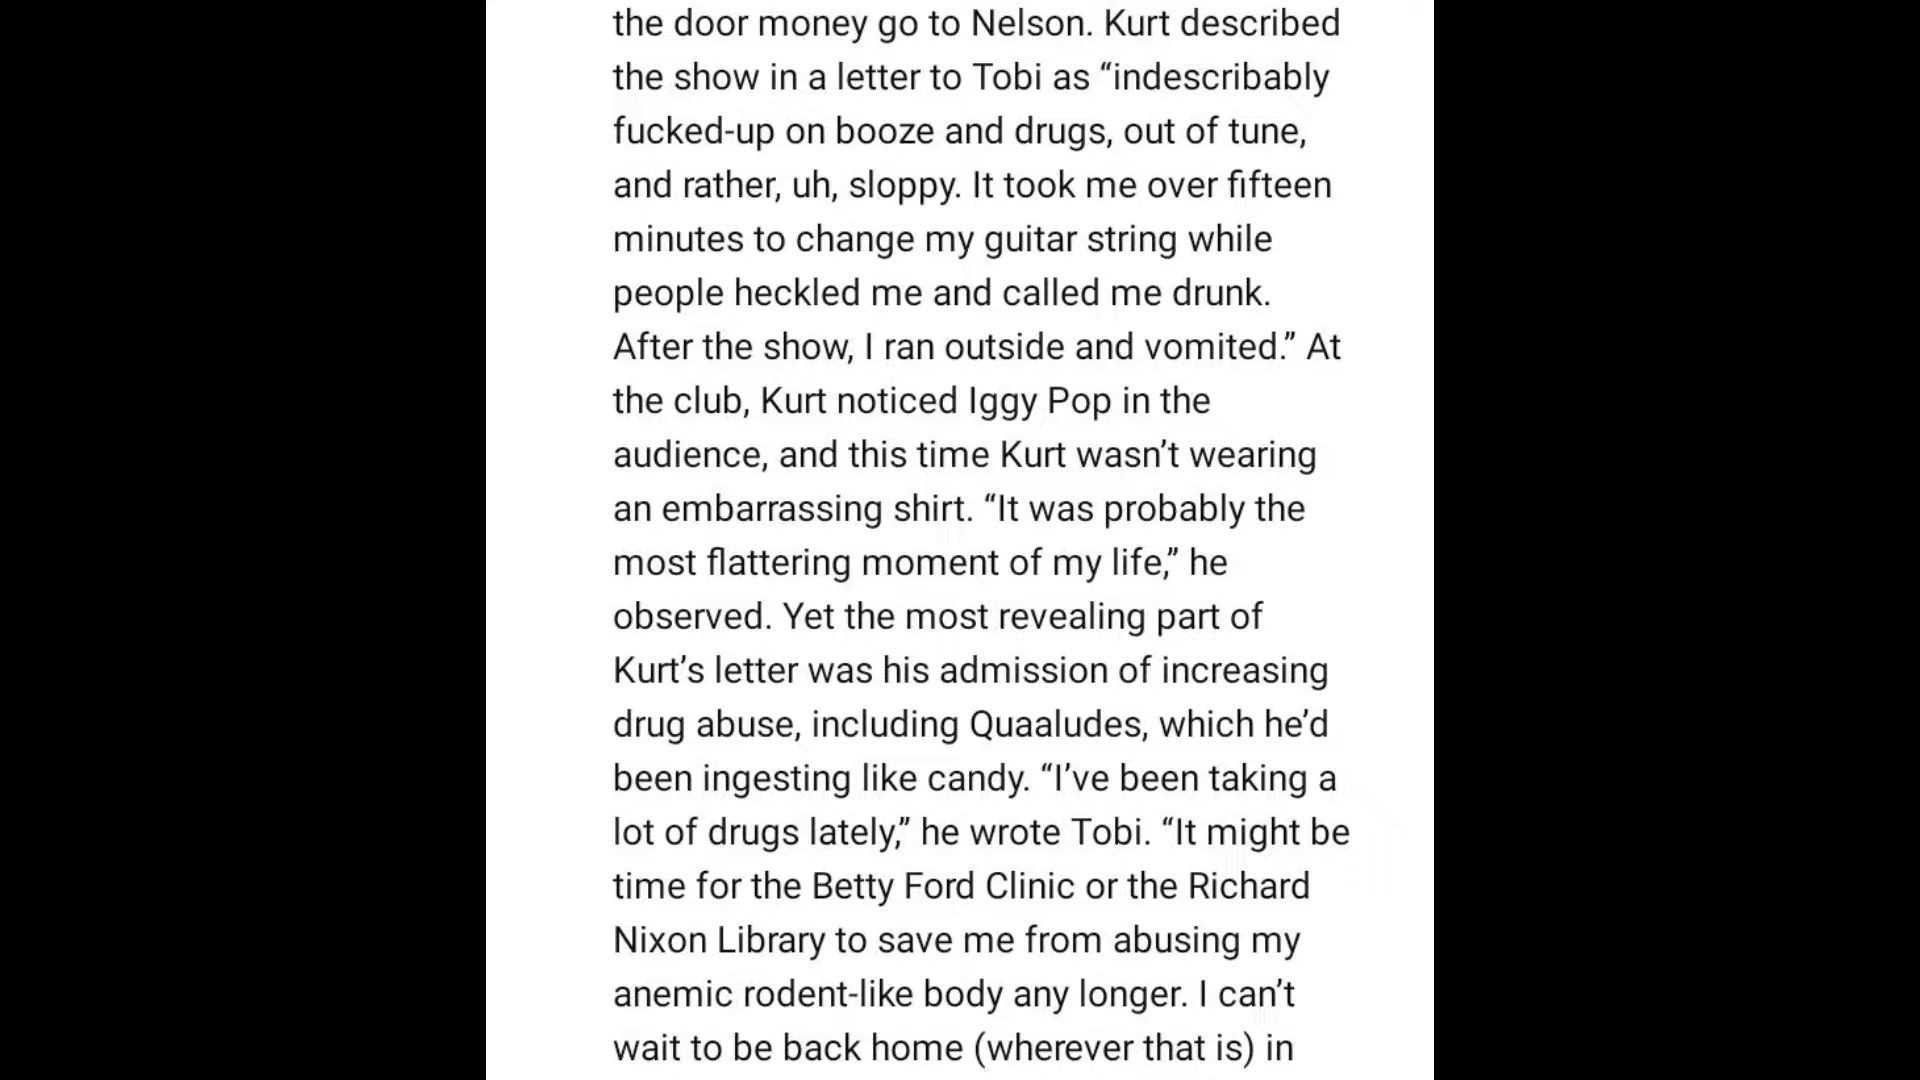 the door money go to Nelson. Kurt described
the show in a letter to Tobi as “indescribably
fucked-up on booze and drugs, out of tune,
and rather, uh, sloppy. It took me over fifteen
minutes to change my guitar string while
people heckled me and called me drunk.
After the show, I ran outside and vomited.” At
the club, Kurt noticed Iggy Pop in the
audience, and this time Kurt wasn’t wearing
an embarrassing shirt. “It was probably the
most flattering moment of my life,” he
observed. Yet the most revealing part of
Kurt’s letter was his admission of increasing
drug abuse, including Quaaludes, which he’d
been ingesting like candy. “I’ve been taking a
lot of drugs lately,” he wrote Tobi. “It might be
time for the Betty Ford Clinic or the Richard
Nixon Library to save me from abusing my
anemic rodent-like body any longer. I can’t
wait to be back home (wherever that is) in